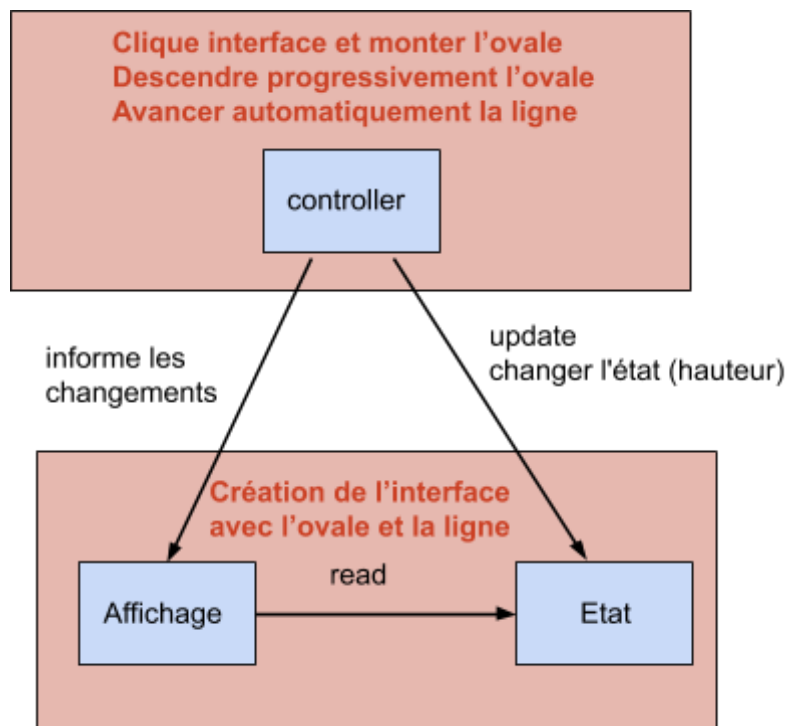 Clique interface et monter l’ovale
Descendre progressivement l’ovale
Avancer automatiquement la ligne
controller
informe les
changements
update
changer l'état (hauteur)
Création de l’interface
avec l’ovale et la ligne
read
Affichage
Etat